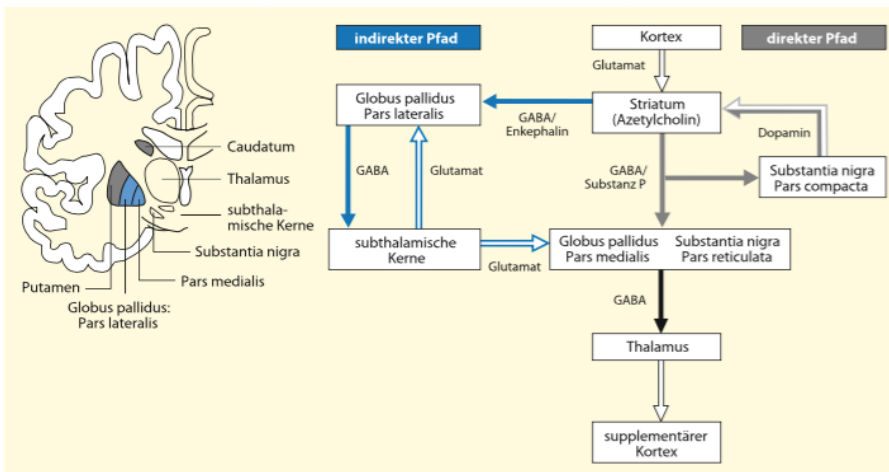 indirekter Pfad
Kortex
direkter Pfad
Glutamat
Globus pallidus
Pars lateralis
GABA/
Enkephalin
Striatum
(Azetylcholin)
Dopamin
Caudatum
Thalamus
subthala-
mische Kerne
Substantia nigra
Pars medialis
Putamen
Globus pallidus:
Pars lateralis
GABA
Glutamat
GABA/
Substanz P
Substantia nigra
Pars compacta
subthalamische
Kerne
Glutamat
Globus pallidus
Pars medialis
Substantia nigra
Pars reticulata
GABA
Thalamus
supplementärer
Kortex